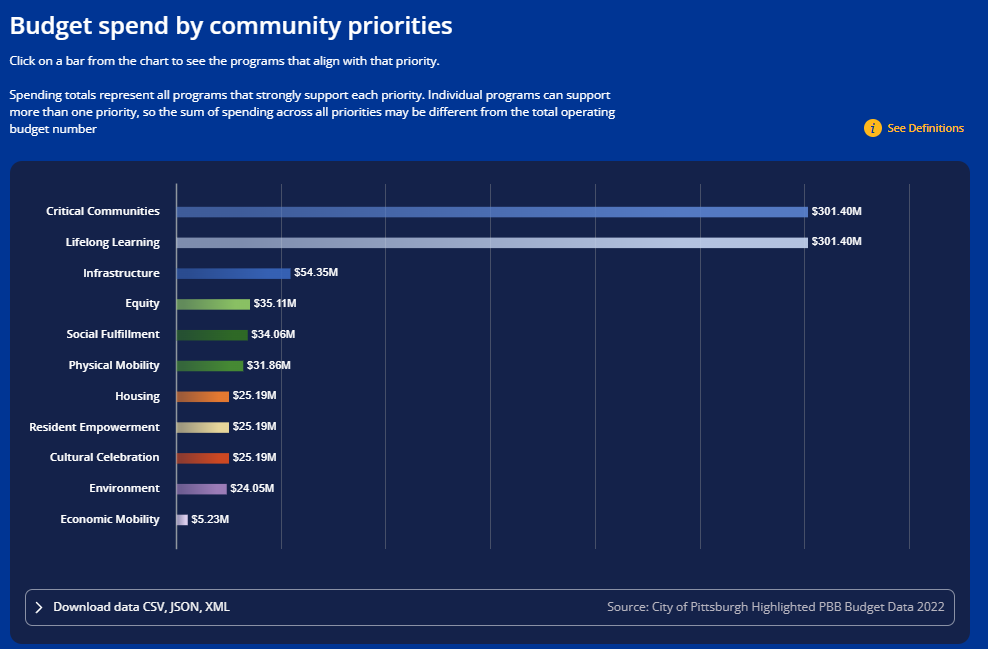 Budget spend by community priorities
Click on a bar from the chart to see the programs that align with that priority.
Spending totals represent all programs that strongly support each priority. Individual programs can support
more than one priority, so the sum of spending across all priorities may be different from the total operating
budget number
i See Definitions
Critical Communities $301.40M
Lifelong Learning $301.40M
Infrastructure $54.35M
Equity $35.11M
Social Fulfillment $34.06M
Physical Mobility $31.86M
Housing $25.19M
Resident Empowerment $25.19M
Cultural Celebration $25.19M
Environment $24.05M
Economic Mobility $5.23M
Download data CSV, JSON, XML Source: City of Pittsburgh Highlighted PBB Budget Data 2022